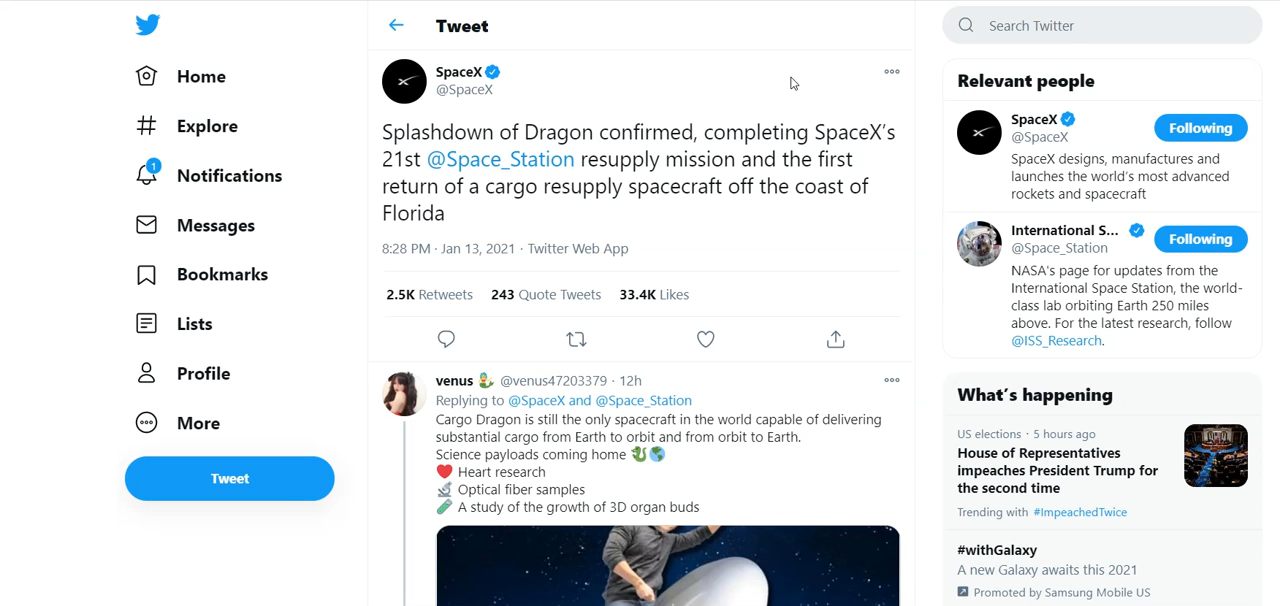 Home
Explore
1
Notifications
Messages
Bookmarks
Lists
Profile
More
Tweet
Tweet
SpaceX
@SpaceX
Splashdown of Dragon confirmed, completing SpaceX’s
21st @Space_Station resupply mission and the first
return of a cargo resupply spacecraft off the coast of
Florida
8:28 PM · Jan 13, 2021 · Twitter Web App
2.5K Retweets 243 Quote Tweets 33.4K Likes
venus @venus47203379 · 12h
Replying to @SpaceX and @Space_Station
Cargo Dragon is still the only spacecraft in the world capable of delivering
substantial cargo from Earth to orbit and from orbit to Earth.
Science payloads coming home 🐉🌎
❤️ Heart research
🔬 Optical fiber samples
🧪 A study of the growth of 3D organ buds
Search Twitter
Relevant people
SpaceX
@SpaceX
Following
SpaceX designs, manufactures and
launches the world’s most advanced
rockets and spacecraft
International S...
@Space_Station
Following
NASA's page for updates from the
International Space Station, the world-
class lab orbiting Earth 250 miles
above. For the latest research, follow
@ISS_Research.
What’s happening
US elections · 5 hours ago
House of Representatives
impeaches President Trump for
the second time
Trending with #ImpeachedTwice
#withGalaxy
A new Galaxy awaits this 2021
Promoted by Samsung Mobile US